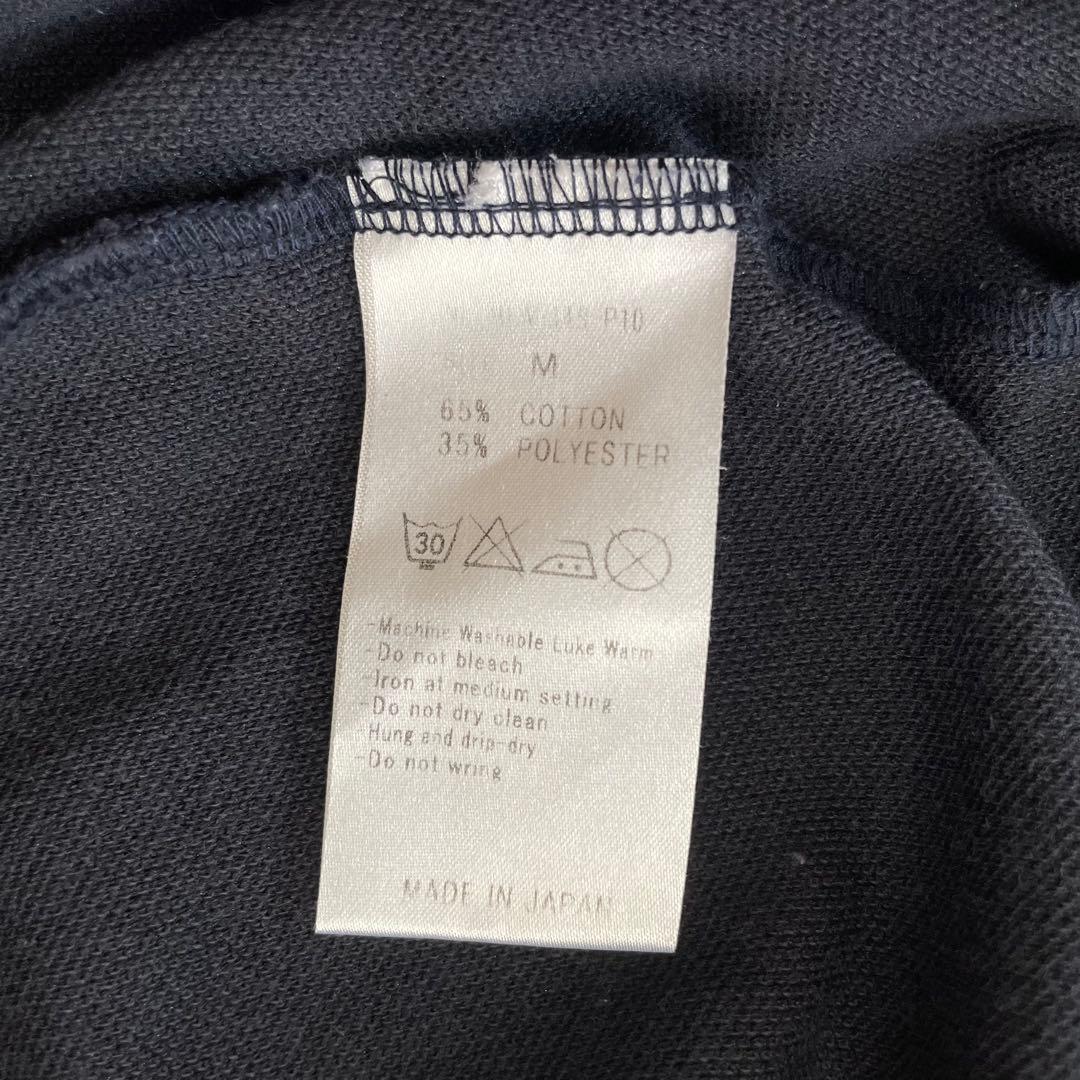 P10
M
65% COTTON
35% POLYESTER
30
-Machine Washable Luke Warm
-Do not bleach
-Iron at medium setting
-Do not dry clean
-Hung and drip-dry
-Do not wring
MADE IN JAPAN